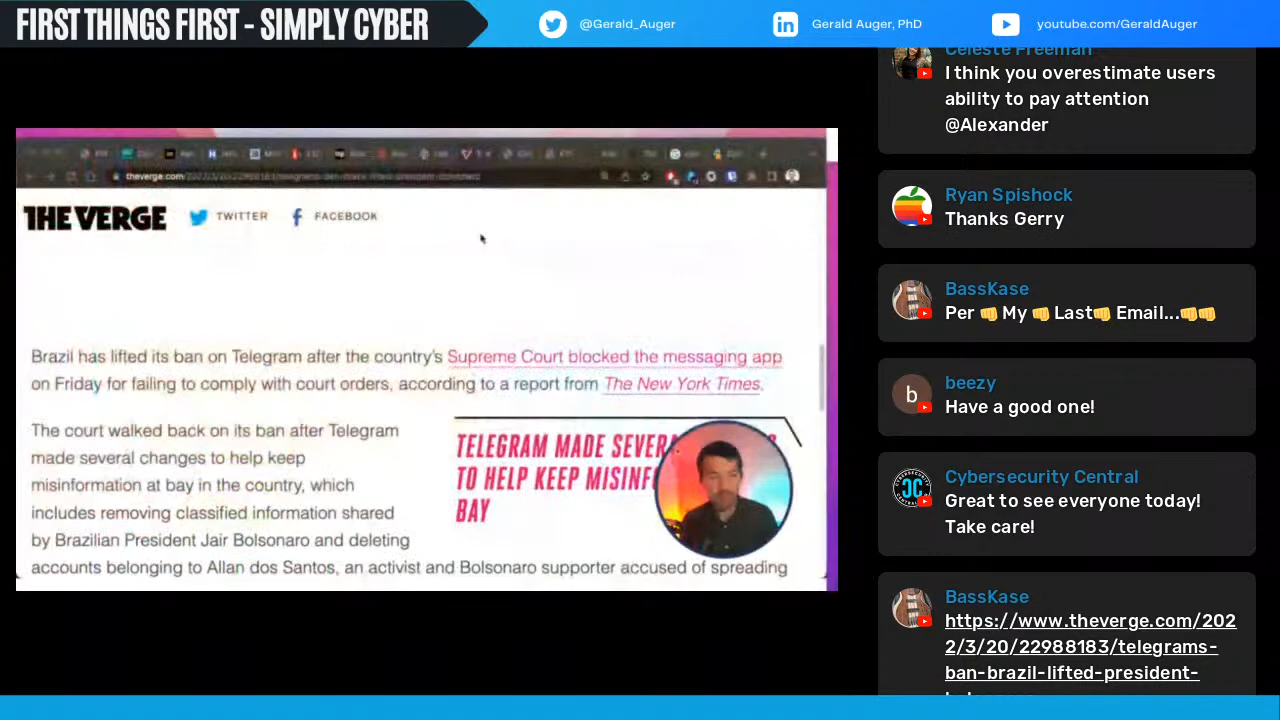 FIRST THINGS FIRST - SIMPLY CYBER
@Gerald_Auger
Gerald Auger, PhD
youtube.com/GeraldAuger
THE VERGE
TWITTER
FACEBOOK
Brazil has lifted its ban on Telegram after the country's Supreme Court blocked the messaging app
on Friday for failing to comply with court orders, according to a report from The New York Times.
The court walked back on its ban after Telegram
made several changes to help keep
misinformation at bay in the country, which
includes removing classified information shared
by Brazilian President Jair Bolsonaro and deleting
accounts belonging to Allan dos Santos, an activist and Bolsonaro supporter accused of spreading
TELEGRAM MADE
TO HELP KEEP
BAY
Celeste Freeman
I think you overestimate users
ability to pay attention
@Alexander
Ryan Spishock
Thanks Gerry
BassKase
Per 👊 My 👊 Last👊 Email...👊👊
b
beezy
Have a good one!
Cybersecurity Central
Great to see everyone today!
Take care!
BassKase
https://www.theverge.com/202
2/3/20/22988183/telegrams-
ban-brazil-lifted-president-